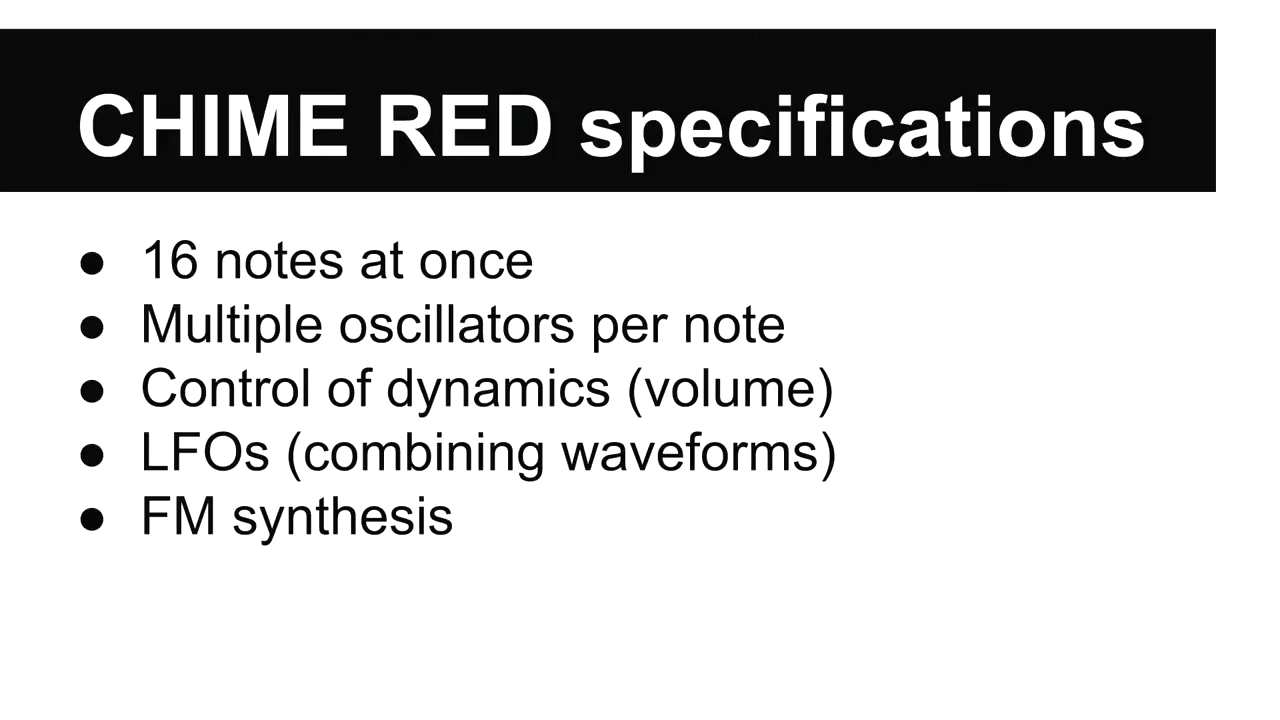 CHIME RED specifications
● 16 notes at once
● Multiple oscillators per note
● Control of dynamics (volume)
● LFOs (combining waveforms)
● FM synthesis